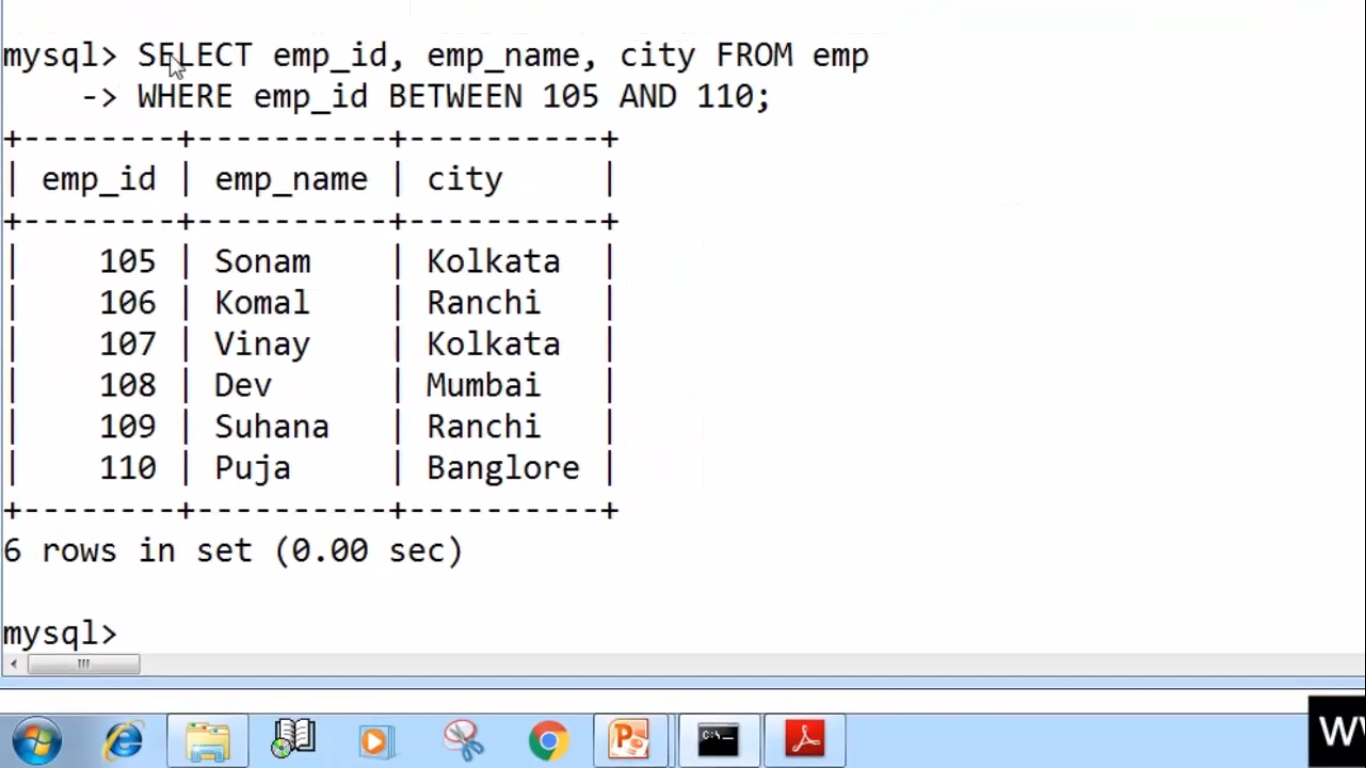 mysql> SELECT emp_id, emp_name, city FROM emp
    -> WHERE emp_id BETWEEN 105 AND 110;
+--------+----------+----------+
| emp_id | emp_name | city     |
+--------+----------+----------+
|    105 | Sonam    | Kolkata  |
|    106 | Komal    | Ranchi   |
|    107 | Vinay    | Kolkata  |
|    108 | Dev      | Mumbai   |
|    109 | Suhana   | Ranchi   |
|    110 | Puja     | Banglore |
+--------+----------+----------+
6 rows in set (0.00 sec)
mysql>
C:\_